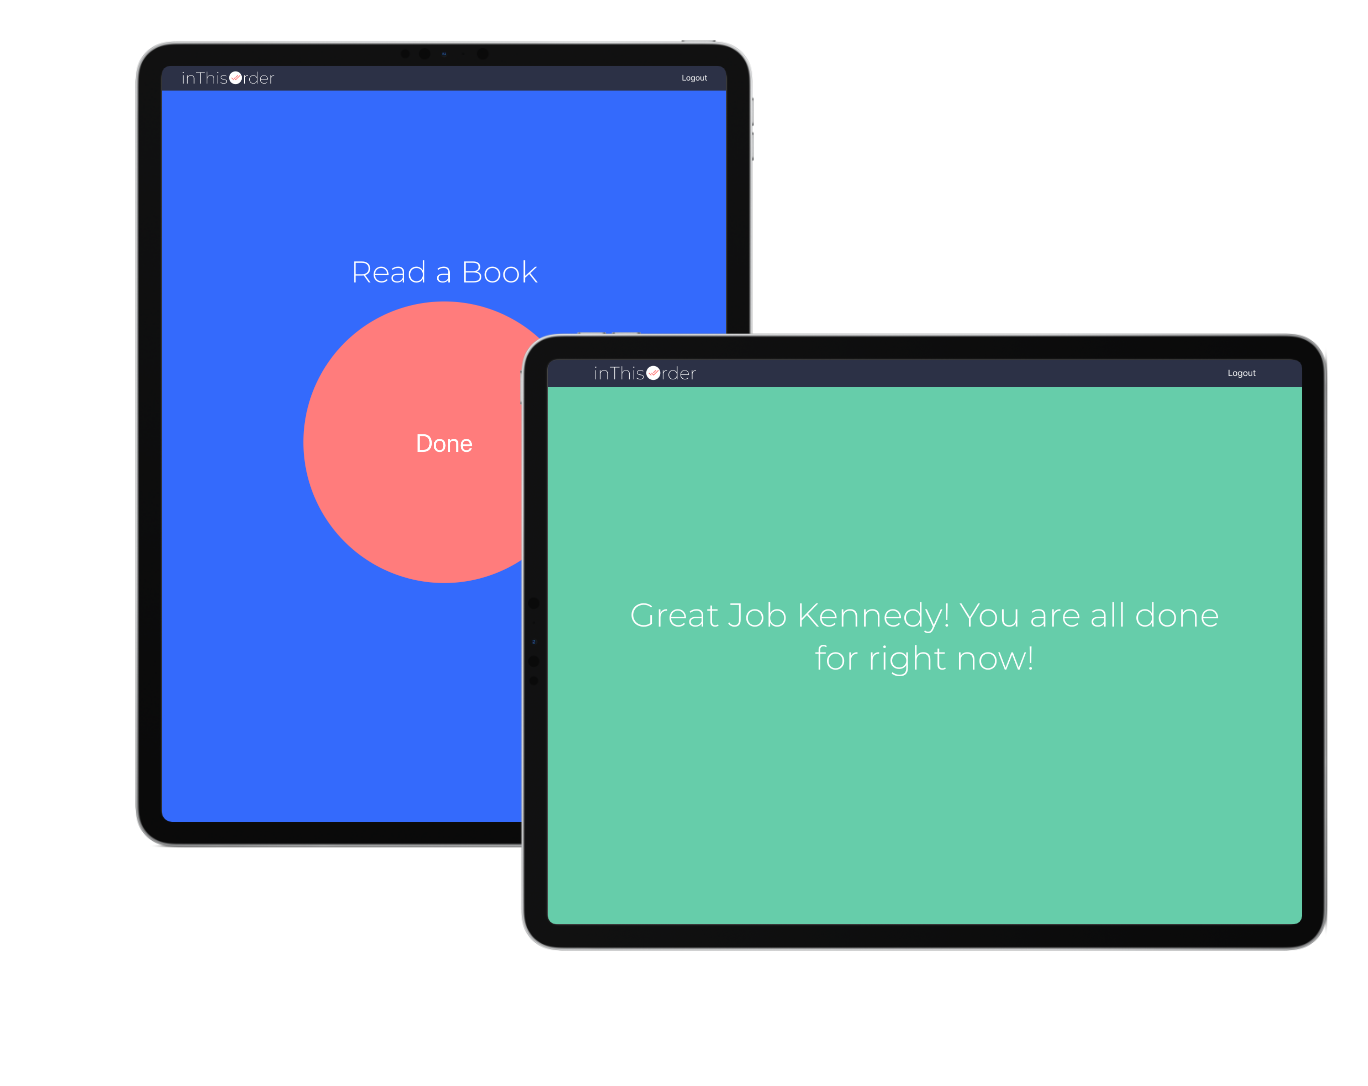 inThisOrder
Logout
Read a Book
Done
inThisOrder
Logout
Great Job Kennedy! You are all done
for right now!